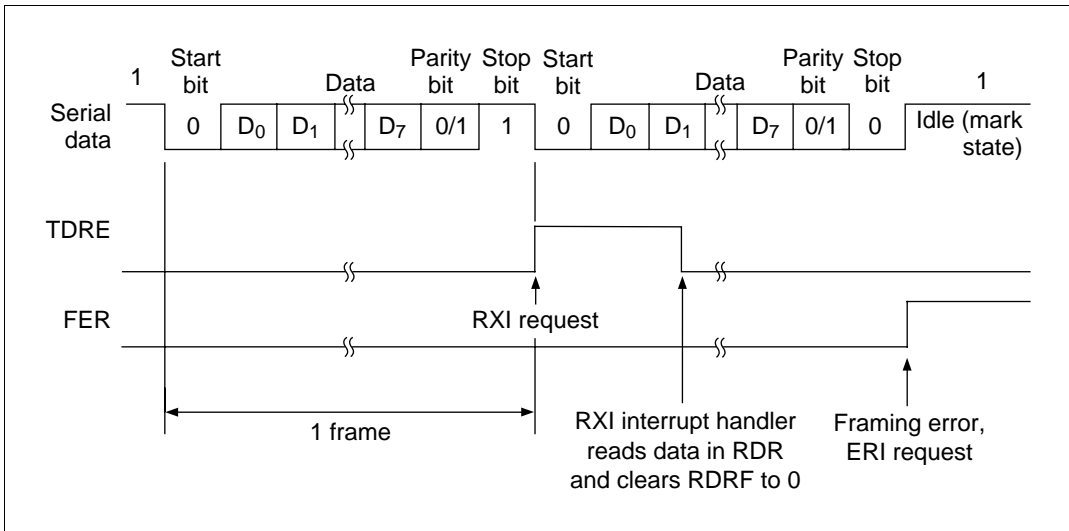 1
Start bit
Data
Parity bit
Stop bit
Start bit
Data
Parity bit
Stop bit
1
Serial data
0
D0
D1
D7
0/1
1
0
D0
D1
D7
0/1
0
Idle (mark state)
TDRE
FER
RXI request
1 frame
RXI interrupt handler
reads data in RDR
and clears RDRF to 0
Framing error,
ERI request